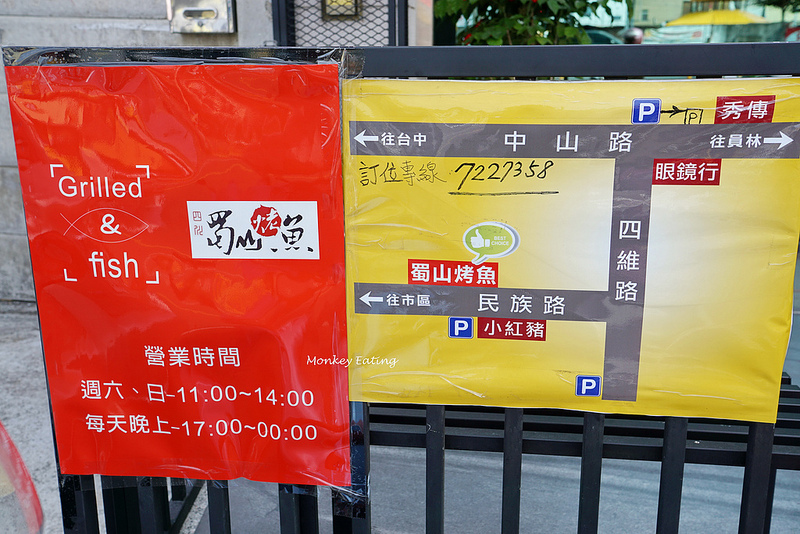 Grilled
&
fish
四川
蜀山烤魚
營業時間
週六、日-11:00~14:00
每天晚上-17:00~00:00
Monkey Eating
P
P
秀傳
往台中
中山路
往員林
訂位專線 7227358
眼鏡行
四維路
BEST
CHOICE
蜀山烤魚
往市區
民族路
P
小紅豬
P